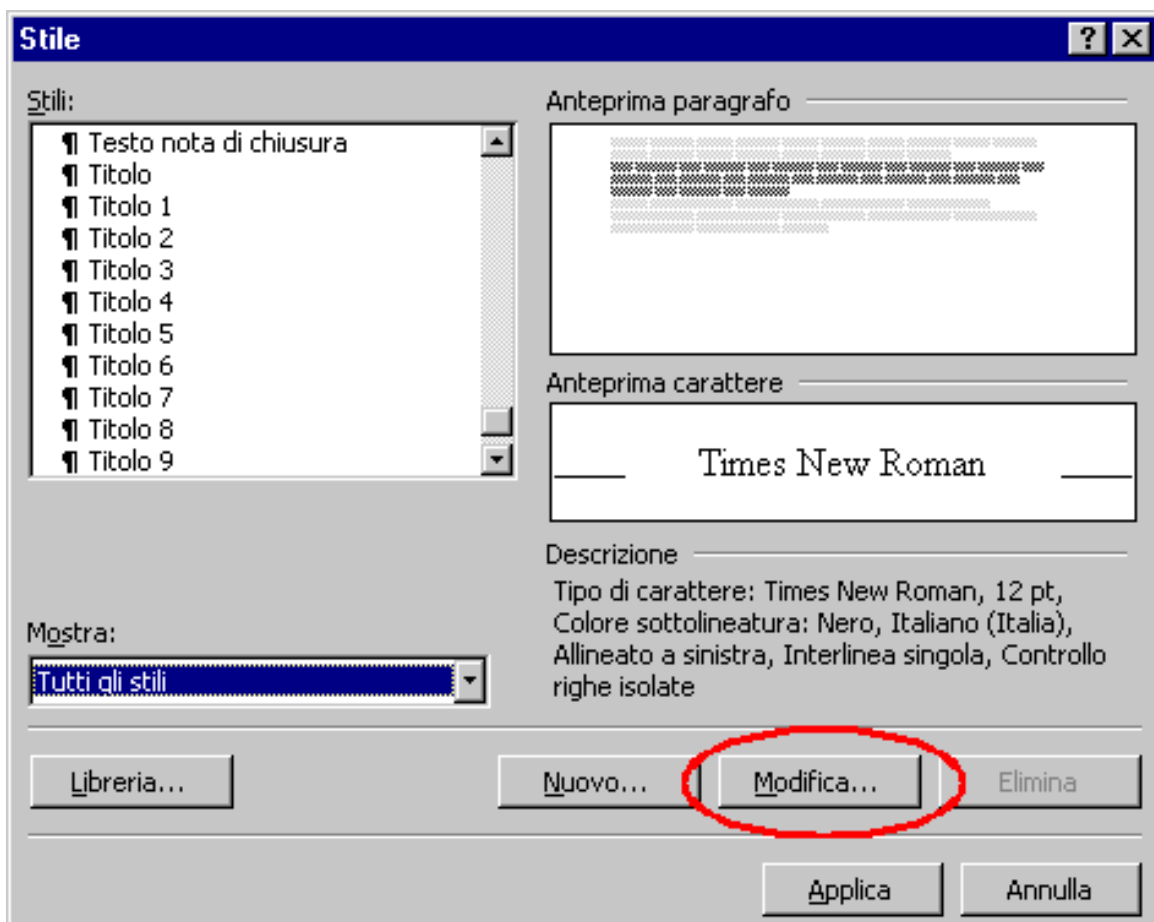 Stile
Stili:
¶ Testo nota di chiusura
¶ Titolo
¶ Titolo 1
¶ Titolo 2
¶ Titolo 3
¶ Titolo 4
¶ Titolo 5
¶ Titolo 6
¶ Titolo 7
¶ Titolo 8
¶ Titolo 9
Mostra:
Tutti gli stili
Anteprima paragrafo
Anteprima carattere
Times New Roman
Descrizione
Tipo di carattere: Times New Roman, 12 pt,
Colore sottolineatura: Nero, Italiano (Italia),
Allineato a sinistra, Interlinea singola, Controllo
righe isolate
Libreria... Nuovo... Modifica... Elimina
Applica Annulla